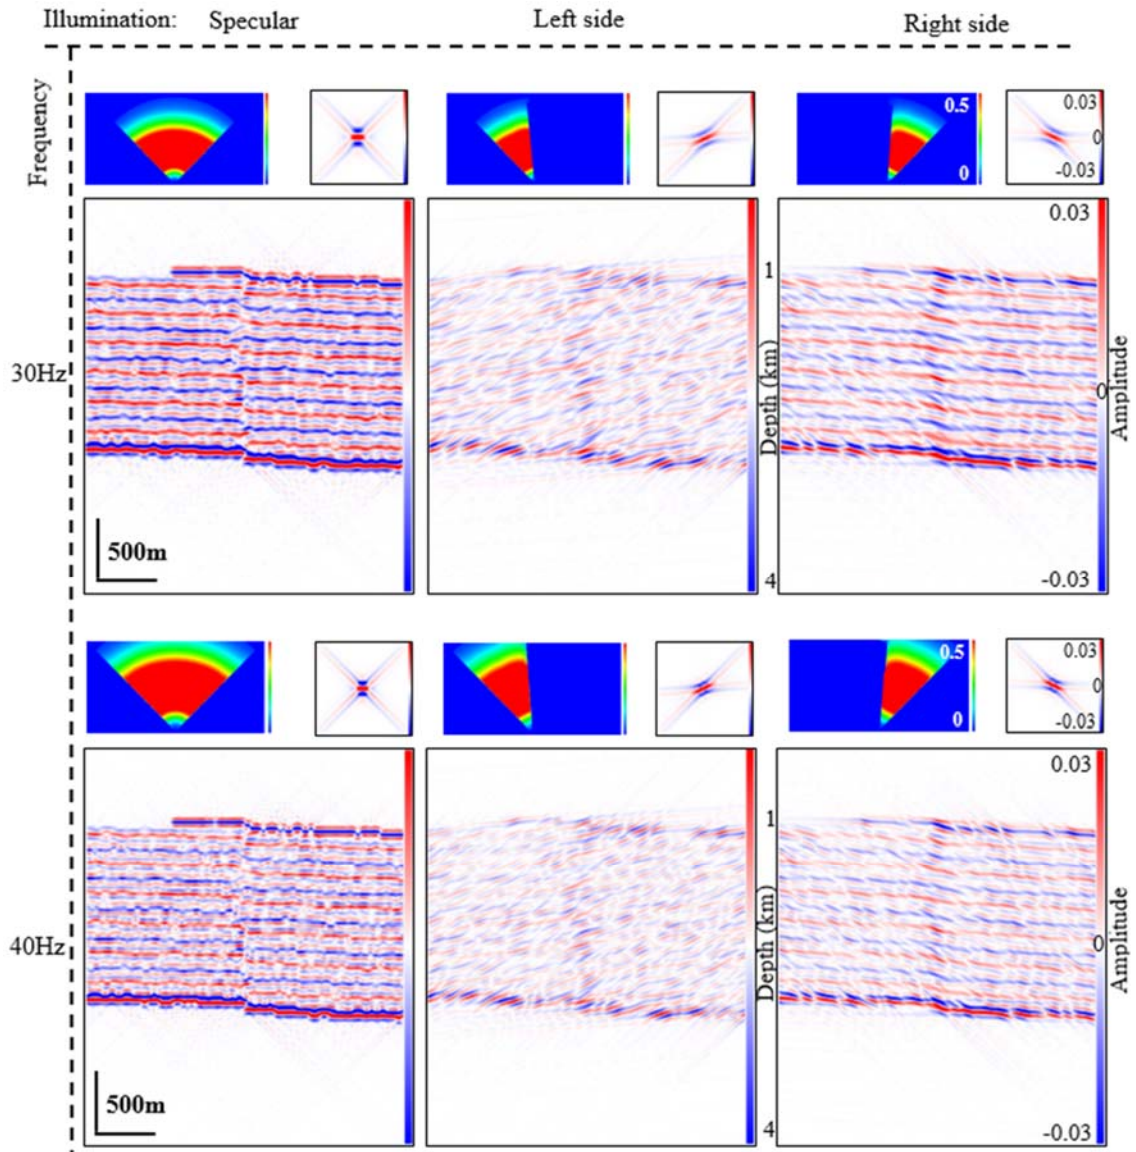 Illumination: Specular Left side Right side
Frequency
0.5
0
0.03
0
-0.03
30Hz
0.03
1
Depth (km)
0
Amplitude
500m
4
-0.03
0.5
0
0.03
0
-0.03
40Hz
0.03
1
Depth (km)
0
Amplitude
500m
4
-0.03